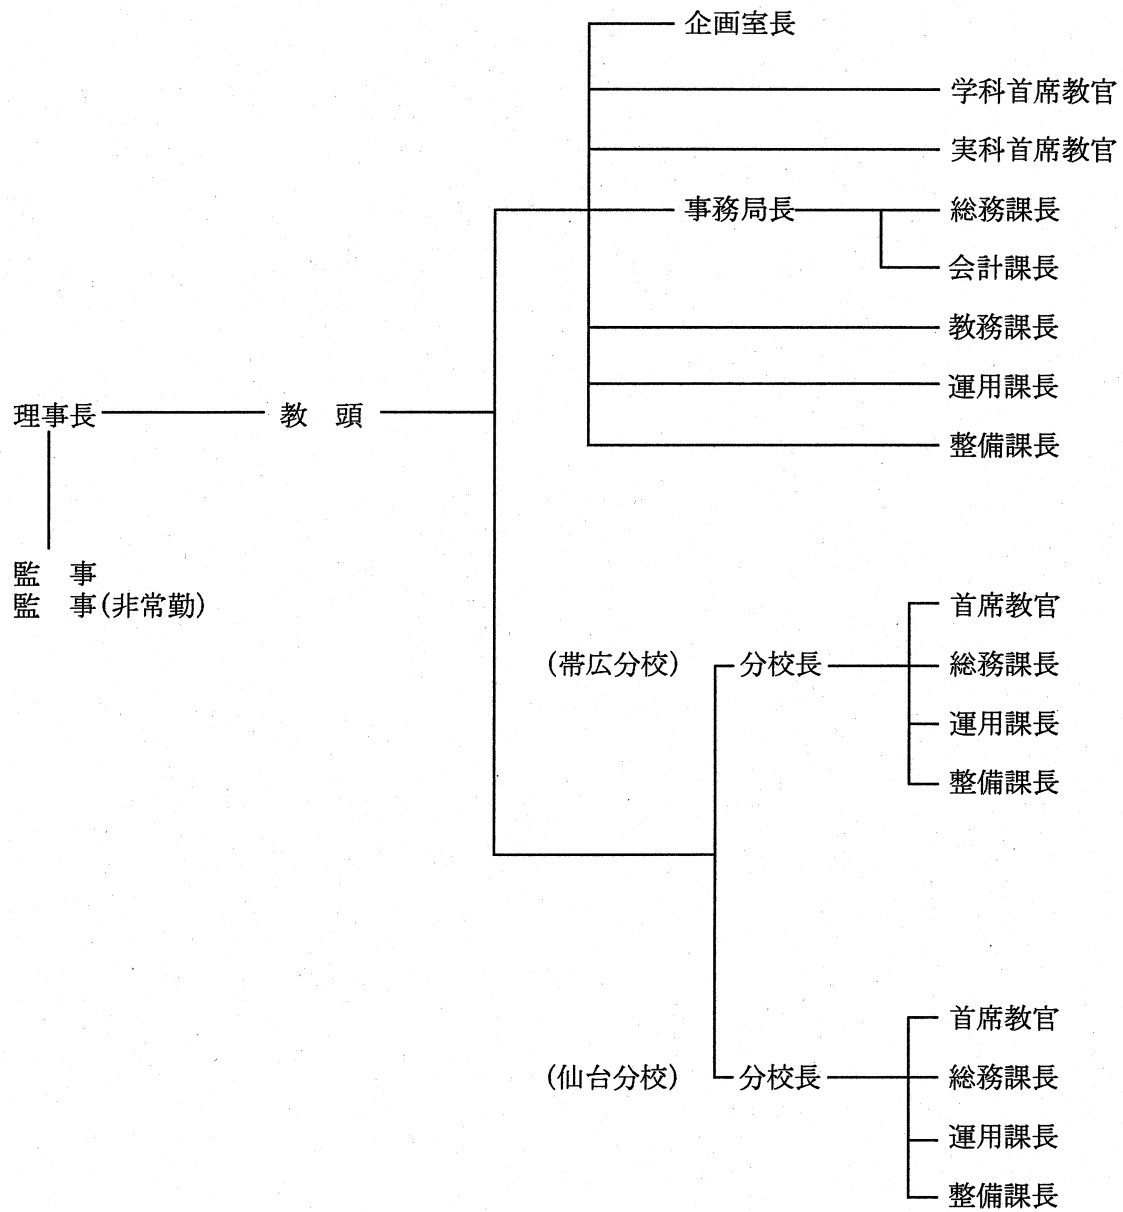 企画室長
学科首席教官
実科首席教官
事務局長 総務課長
会計課長
教務課長
運用課長
理事長 教 頭
整備課長
監 事
監 事(非常勤)
首席教官
(帯広分校) 分校長 総務課長
運用課長
整備課長
首席教官
(仙台分校) 分校長 総務課長
運用課長
整備課長